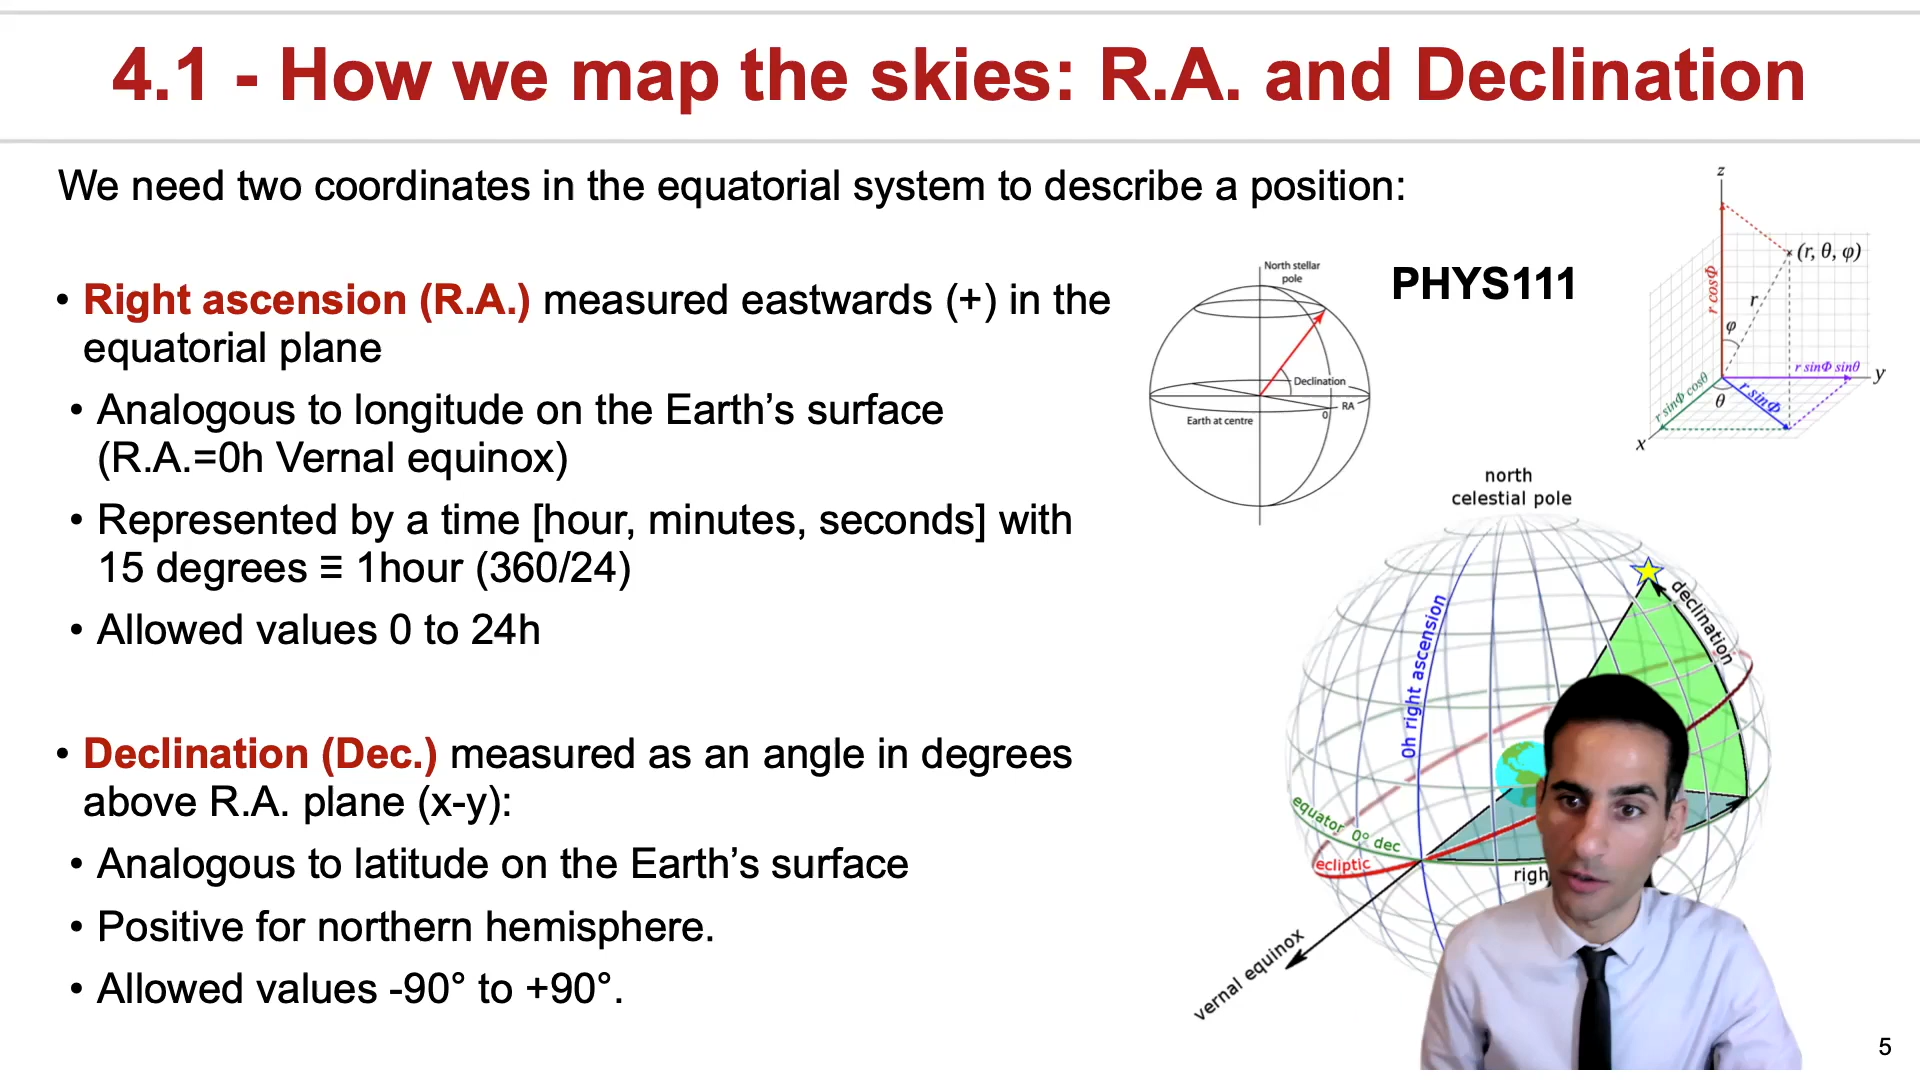 4.1 - How we map the skies: R.A. and Declination
We need two coordinates in the equatorial system to describe a position:
• Right ascension (R.A.) measured eastwards (+) in the
equatorial plane
• Analogous to longitude on the Earth’s surface
(R.A.=0h Vernal equinox)
• Represented by a time [hour, minutes, seconds] with
15 degrees ≡ 1hour (360/24)
• Allowed values 0 to 24h
• Declination (Dec.) measured as an angle in degrees
above R.A. plane (x-y):
• Analogous to latitude on the Earth’s surface
• Positive for northern hemisphere.
• Allowed values -90° to +90°.
North stellar
pole
Declination
RA
0
Earth at centre
PHYS111
z
(r, θ, φ)
r cosΦ
r
φ
r sinΦ sinθ
y
r sinΦ cosθ
θ
r sinΦ
x
north
celestial pole
declination
0h right ascension
equator 0° dec
ecliptic
righ
vernal equinox
5